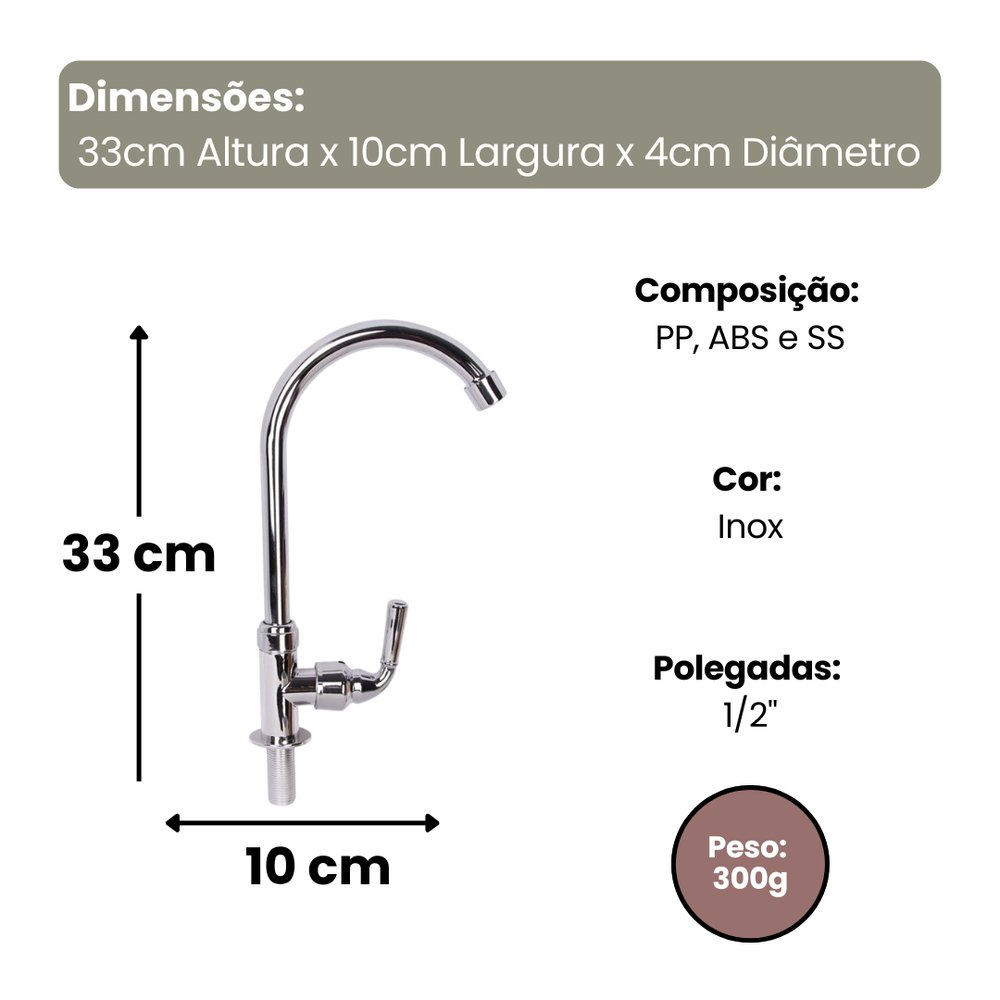 Dimensões:
33cm Altura x 10cm Largura x 4cm Diâmetro
Composição:
PP, ABS e SS
Cor:
Inox
33 cm
Polegadas:
1/2"
10 cm
Peso:
300g